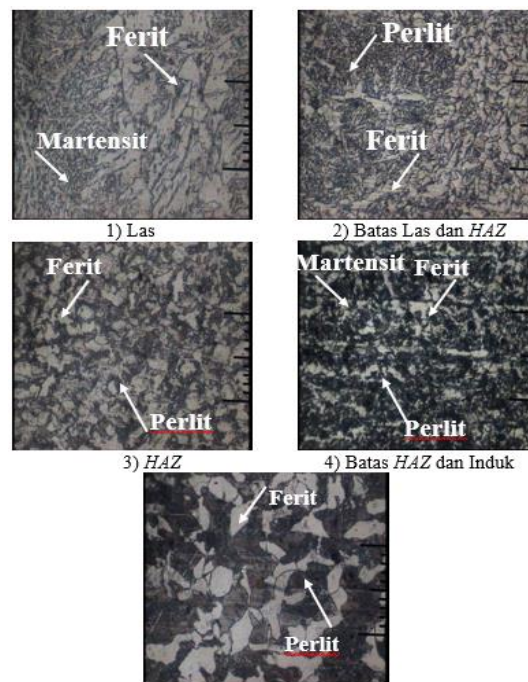 Ferit
Martensit
1) Las
Perlit
Ferit
2) Batas Las dan HAZ
Ferit
Perlit
3) HAZ
Martensit Ferit
Perlit
4) Batas HAZ dan Induk
Ferit
Perlit